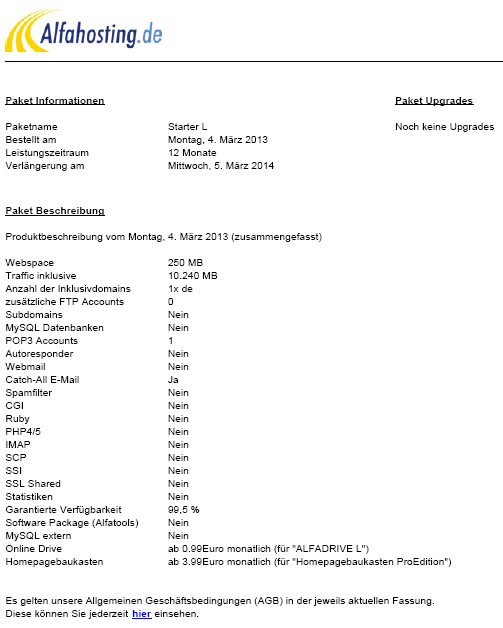 Alfahosting.de
Paket Informationen Paket Upgrades
Paketname Starter L Noch keine Upgrades
Bestellt am Montag, 4. März 2013
Leistungszeitraum 12 Monate
Verlängerung am Mittwoch, 5. März 2014
Paket Beschreibung
Produktbeschreibung vom Montag, 4. März 2013 (zusammengefasst)
Webspace 250 MB
Traffic inklusive 10.240 MB
Anzahl der Inklusivdomains 1x de
zusätzliche FTP Accounts 0
Subdomains Nein
MySQL Datenbanken Nein
POP3 Accounts 1
Autoresponder Nein
Webmail Nein
Catch-All E-Mail Ja
Spamfilter Nein
CGI Nein
Ruby Nein
PHP4/5 Nein
IMAP Nein
SCP Nein
SSI Nein
SSL Shared Nein
Statistiken Nein
Garantierte Verfügbarkeit 99,5 %
Software Package (Alfatools) Nein
MySQL extern Nein
Online Drive ab 0.99Euro monatlich (für "ALFADRIVE L")
Homepagebaukasten ab 3.99Euro monatlich (für "Homepagebaukasten ProEdition")
Es gelten unsere Allgemeinen Geschäftsbedingungen (AGB) in der jeweils aktuellen Fassung.
Diese können Sie jederzeit hier einsehen.